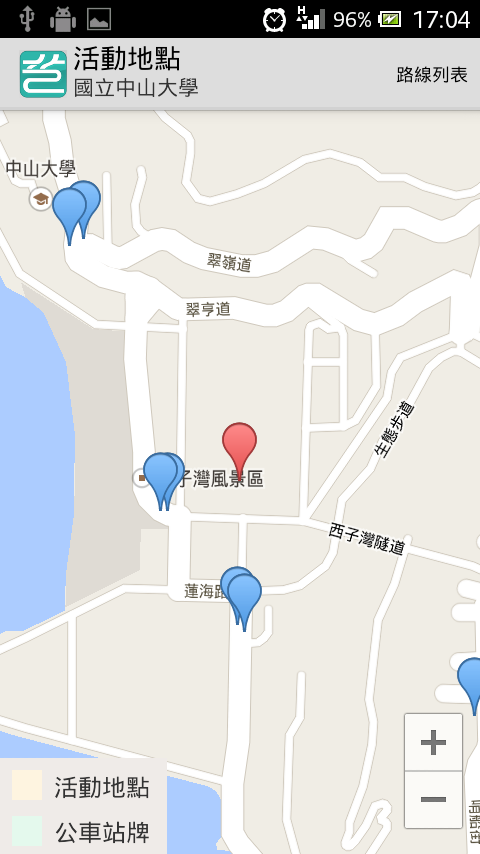 H
96%
17:04
活動地點
國立中山大學
路線列表
中山大學
翠嶺道
翠亨道
生態步道
子灣風景區
西子灣隧道
蓮海路
活動地點
公車站牌